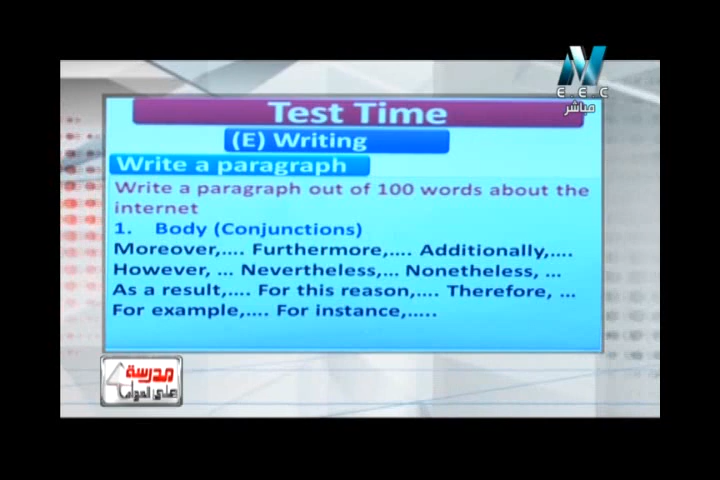 E.E.C
مباشر
Test Time
(E) Writing
Write a paragraph
Write a paragraph out of 100 words about the
internet
1. Body (Conjunctions)
Moreover,.... Furthermore,.... Additionally,....
However, ... Nevertheless,... Nonetheless, ...
As a result,.... For this reason,.... Therefore, ...
For example,.... For instance,.....
مدرسة
على الهواء